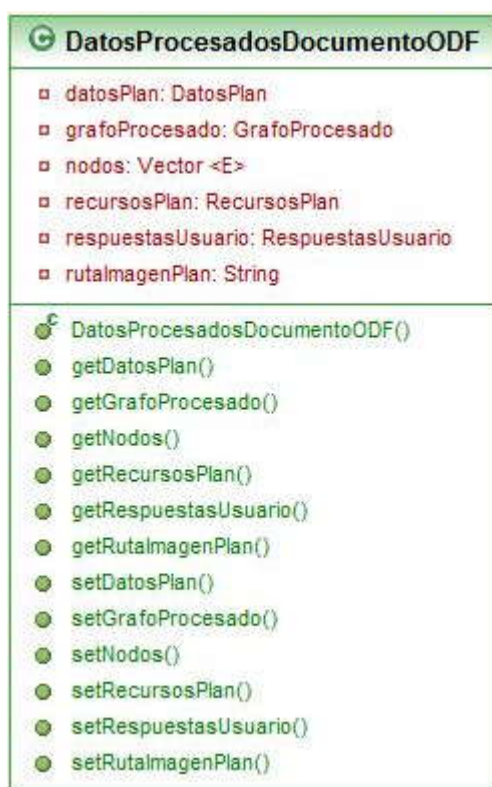 C DatosProcesadosDocumentoODF
datosPlan: DatosPlan
grafoProcesado: GrafoProcesado
nodos: Vector <E>
recursosPlan: RecursosPlan
respuestasUsuario: RespuestasUsuario
rutaImagenPlan: String
C DatosProcesadosDocumentoODF()
getDatosPlan()
getGrafoProcesado()
getNodos()
getRecursosPlan()
getRespuestasUsuario()
getRutaImagenPlan()
setDatosPlan()
setGrafoProcesado()
setNodos()
setRecursosPlan()
setRespuestasUsuario()
setRutaImagenPlan()